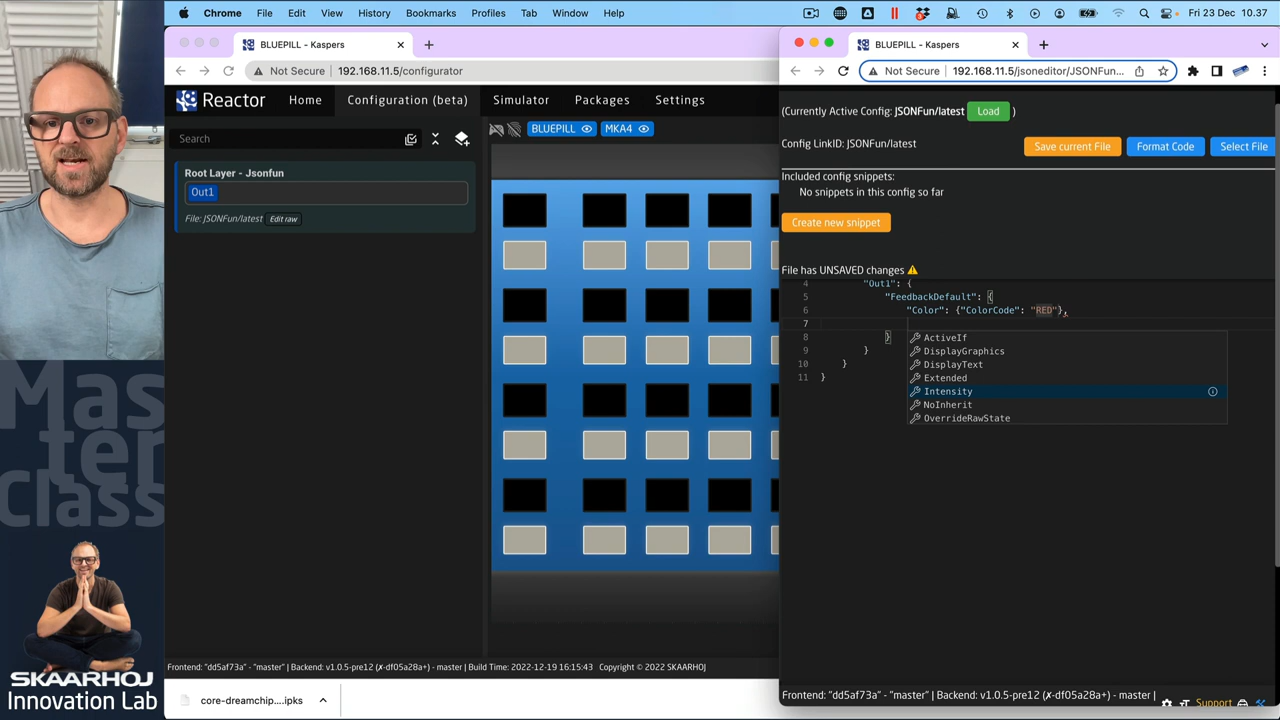 Chrome File Edit View History Bookmarks Profiles Tab Window Help Fri 23 Dec 10.37
BLUEPILL - Kaspers
Not Secure 192.168.11.5/configurator
Reactor Home Configuration (beta) Simulator Packages Settings
Search
BLUEPILL MKA4
Root Layer - Jsonfun
Out1
File: JSONFun/latest Edit raw
BLUEPILL - Kaspers
Not Secure 192.168.11.5/jsoneditor/JSONFun...
(Currently Active Config: JSONFun/latest Load )
Config LinkID: JSONFun/latest Save current File Format Code Select File
Included config snippets:
No snippets in this config so far
Create new snippet
File has UNSAVED changes
4 "Out1": {
5 "FeedbackDefault": {
6 "Color": {"ColorCode": "RED"},
7
8 }
9 }
10 }
11 }
ActiveIf
DisplayGraphics
DisplayText
Extended
Intensity
NoInherit
OverrideRawState
Frontend: "dd5af73a" - "master" | Backend: v1.0.5-pre12 (✗-df05a28a+) - master | Build Time: 2022-12-19 16:15:43 Copyright © 2022 SKAARHOJ
Frontend: "dd5af73a" - "master" | Backend: v1.0.5-pre12 (✗-df05a28a+) - master |
Support
core-dreamchip....ipks
Mas
ter
Class
SKAARHOJ
Innovation Lab